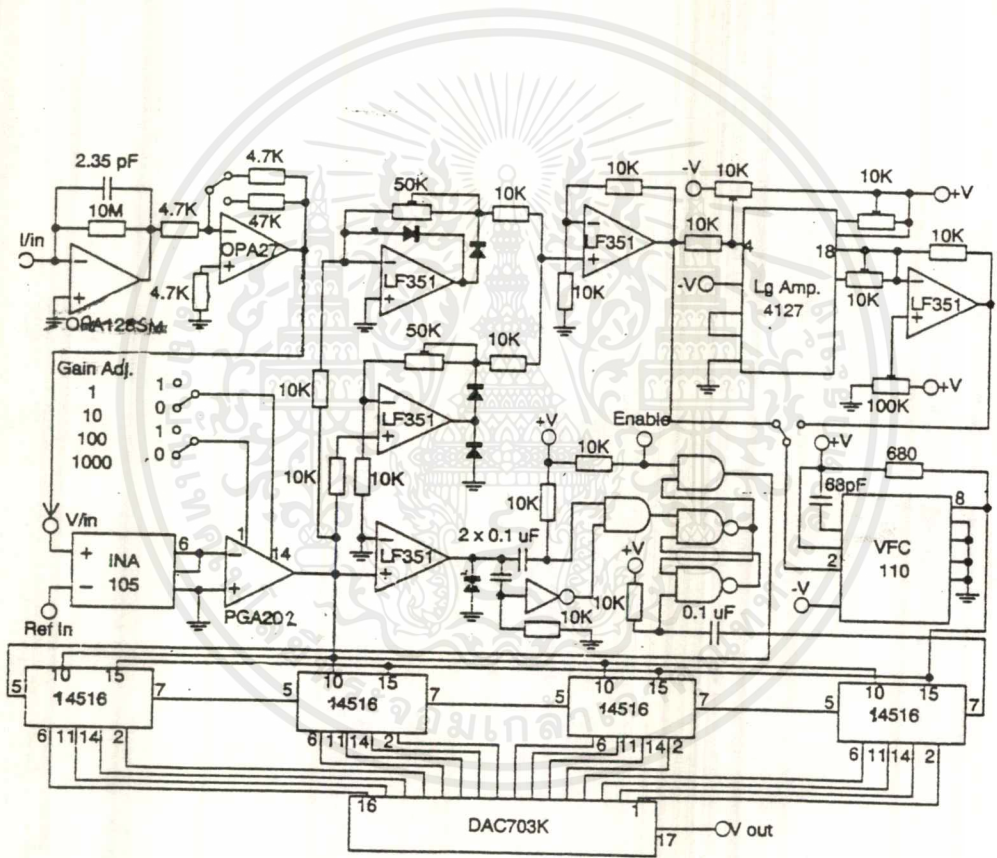 2.35 pF
10M
4.7K
4.7K
47K
I/in
OPA27
4.7K
OPA128SM
50K
10K
LF351
10K
LF351
10K
-V
10K
10K
+V
10K
4
18
-V
Lg Amp.
4127
10K
10K
LF351
+V
100K
50K
10K
LF351
10K
10K
10K
Gain Adj.
1
10
100
1000
1
0
1
0
V/in
INA
105
6
1
14
PGA202
Ref In
LF351
2 x 0.1 uF
+V
10K
10K
Enable
+V
10K
10K
0.1 uF
+V
680
68pF
8
1
VFC
110
2
-V
5
10
15
14516
7
6
11
14
2
5
10
15
14516
7
6
11
14
2
5
10
15
14516
7
6
11
14
2
5
10
15
14516
7
6
11
14
2
16
1
DAC703K
17
V out